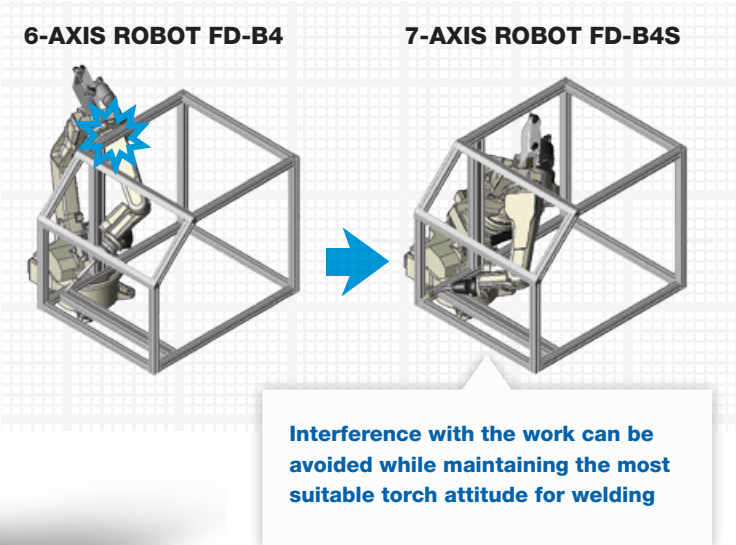 6-AXIS ROBOT FD-B4
7-AXIS ROBOT FD-B4S
Interference with the work can be
avoided while maintaining the most
suitable torch attitude for welding